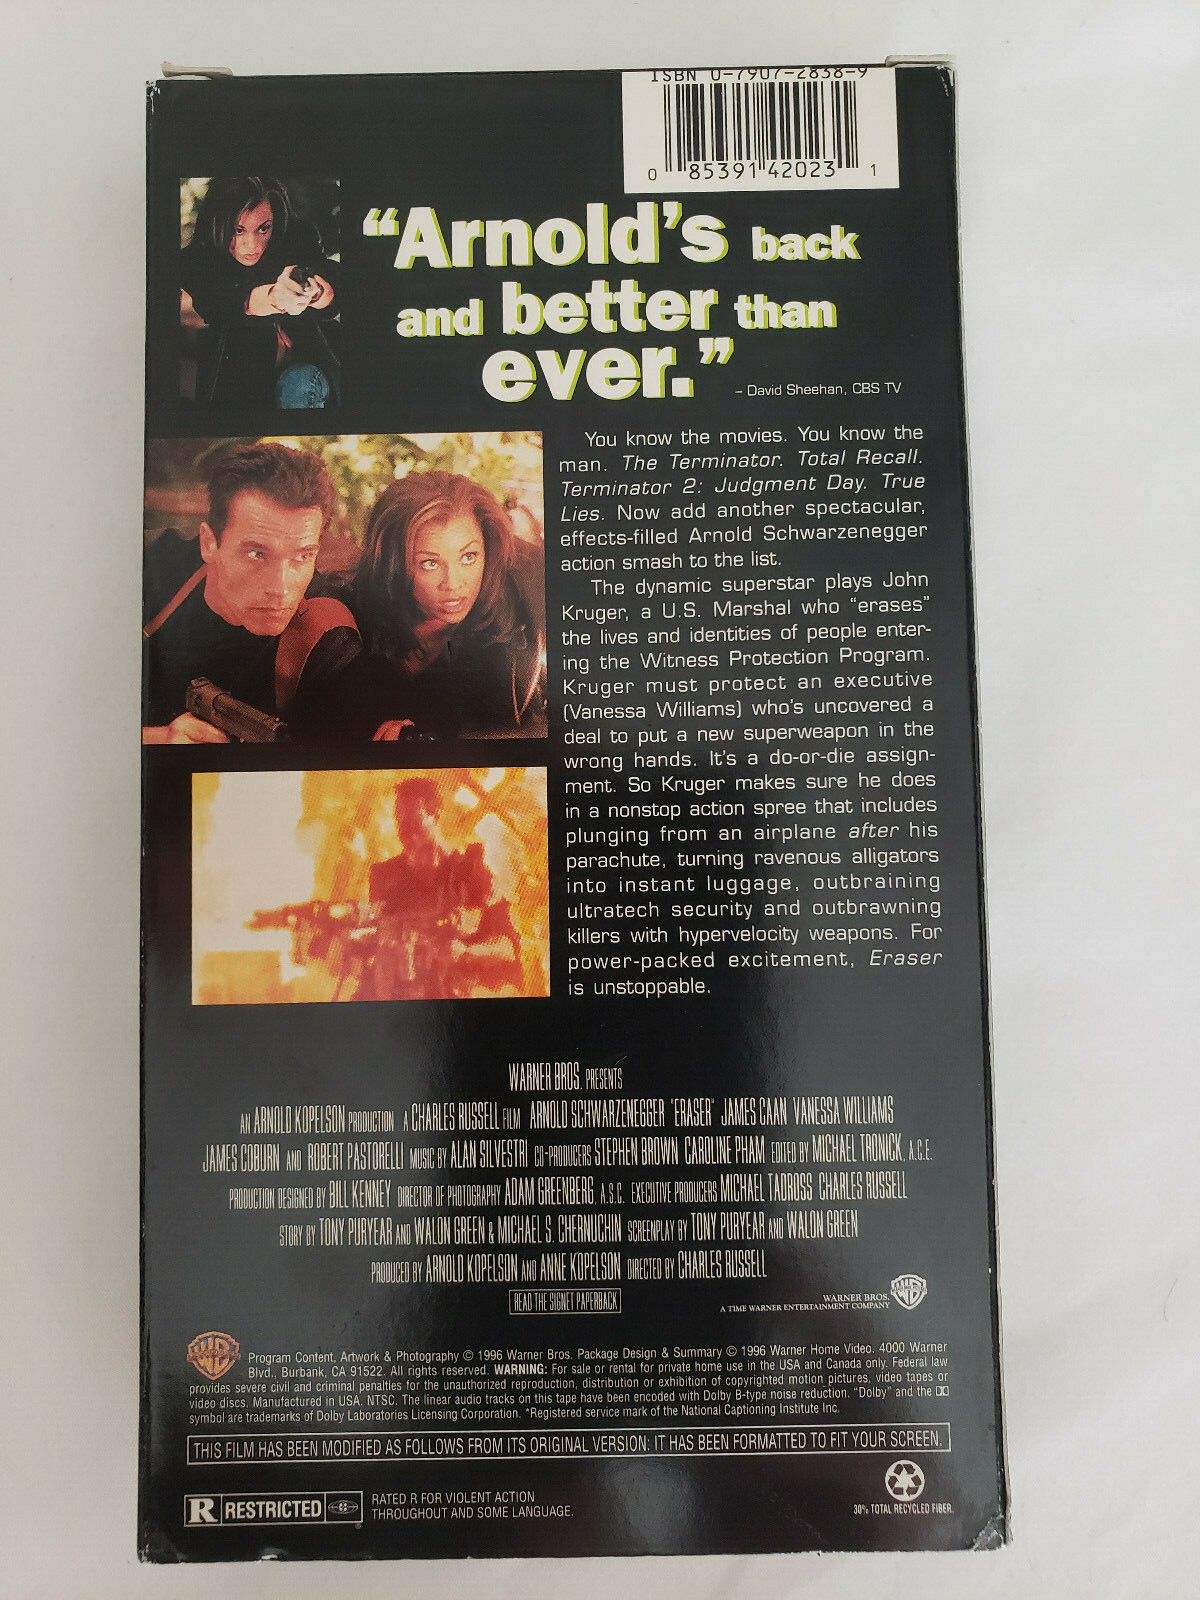 ISBN 0-7907-2838-9
0 85391 42023 1
“Arnold’s back
and better than
ever.”
– David Sheehan, CBS TV
You know the movies. You know the
man. The Terminator. Total Recall.
Terminator 2: Judgment Day. True
Lies. Now add another spectacular,
effects-filled Arnold Schwarzenegger
action smash to the list.
The dynamic superstar plays John
Kruger, a U.S. Marshal who “erases”
the lives and identities of people enter-
ing the Witness Protection Program.
Kruger must protect an executive
(Vanessa Williams) who’s uncovered a
deal to put a new superweapon in the
wrong hands. It’s a do-or-die assign-
ment. So Kruger makes sure he does
in a nonstop action spree that includes
plunging from an airplane after his
parachute, turning ravenous alligators
into instant luggage, outbraining
ultratech security and outbrawning
killers with hypervelocity weapons. For
power-packed excitement, Eraser
is unstoppable.
WARNER BROS. PRESENTS
AN ARNOLD KOPELSON PRODUCTION A CHARLES RUSSELL FILM ARNOLD SCHWARZENEGGER "ERASER" JAMES CAAN VANESSA WILLIAMS
JAMES COBURN AND ROBERT PASTORELLI MUSIC BY ALAN SILVESTRI CO-PRODUCERS STEPHEN BROWN CAROLINE PHAM EDITED BY MICHAEL TRONICK, A.C.E.
PRODUCTION DESIGNED BY BILL KENNEY DIRECTOR OF PHOTOGRAPHY ADAM GREENBERG, A.S.C. EXECUTIVE PRODUCERS MICHAEL TADROSS CHARLES RUSSELL
STORY BY TONY PURYEAR AND WALON GREEN & MICHAEL S. CHERNUCHIN SCREENPLAY BY TONY PURYEAR AND WALON GREEN
PRODUCED BY ARNOLD KOPELSON AND ANNE KOPELSON DIRECTED BY CHARLES RUSSELL
READ THE SIGNET PAPERBACK
WARNER BROS.
A TIME WARNER ENTERTAINMENT COMPANY
Program Content, Artwork & Photography © 1996 Warner Bros. Package Design & Summary © 1996 Warner Home Video. 4000 Warner
Blvd., Burbank, CA 91522. All rights reserved. WARNING: For sale or rental for private home use in the USA and Canada only. Federal law
provides severe civil and criminal penalties for the unauthorized reproduction, distribution or exhibition of copyrighted motion pictures, video tapes or
video discs. Manufactured in USA. NTSC. The linear audio tracks on this tape have been encoded with Dolby B-type noise reduction. “Dolby” and the
symbol are trademarks of Dolby Laboratories Licensing Corporation. *Registered service mark of the National Captioning Institute Inc.
THIS FILM HAS BEEN MODIFIED AS FOLLOWS FROM ITS ORIGINAL VERSION: IT HAS BEEN FORMATTED TO FIT YOUR SCREEN.
R RESTRICTED ®
RATED R FOR VIOLENT ACTION
THROUGHOUT AND SOME LANGUAGE.
30% TOTAL RECYCLED FIBER.